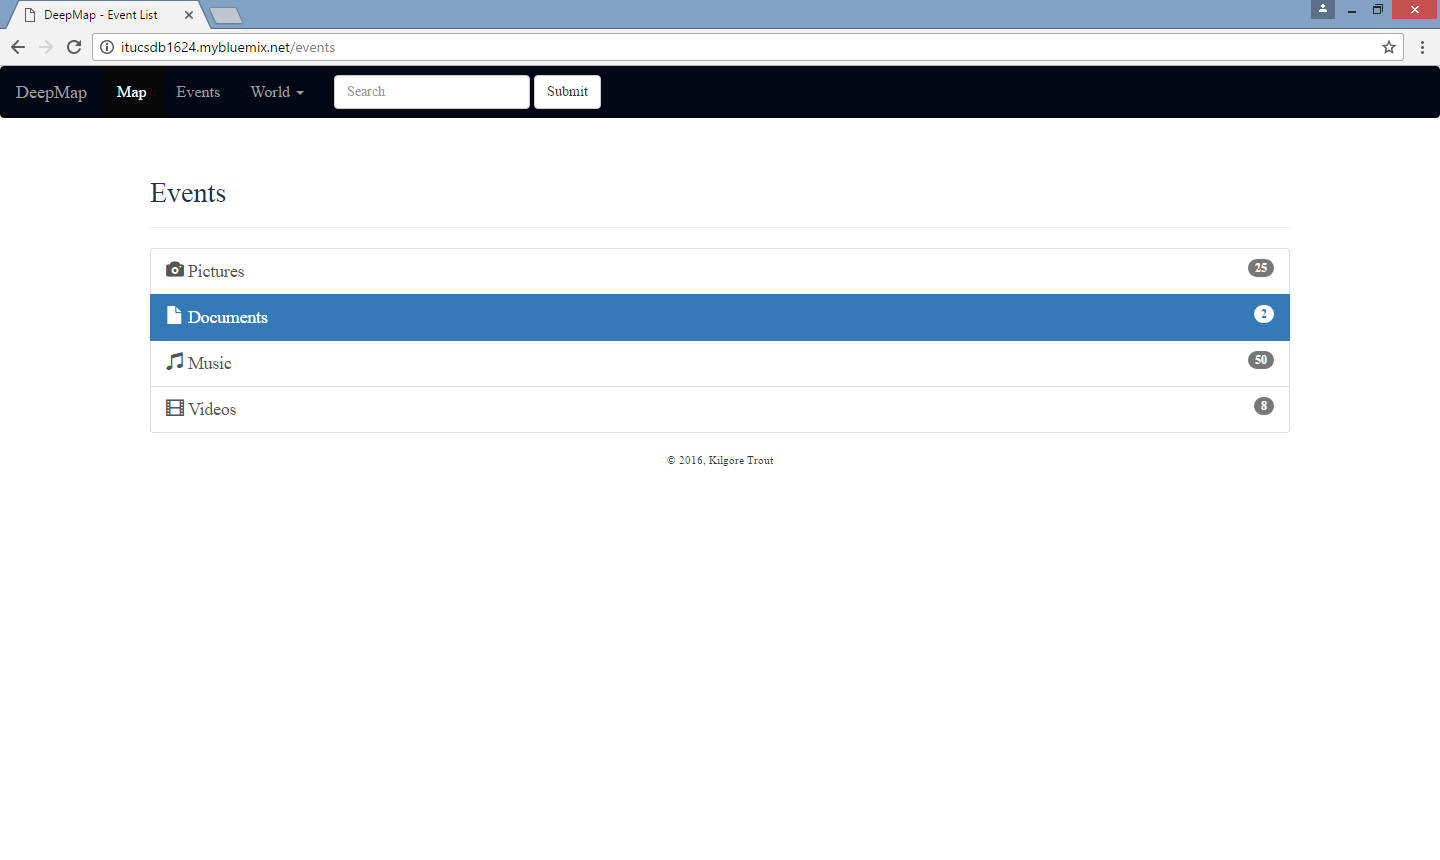 DeepMap - Event List
itucsdb1624.mybluemix.net/events
DeepMap Map Events World Search Submit
Events
Pictures 25
Documents 2
Music 50
Videos 8
© 2016, Kilgore Trout